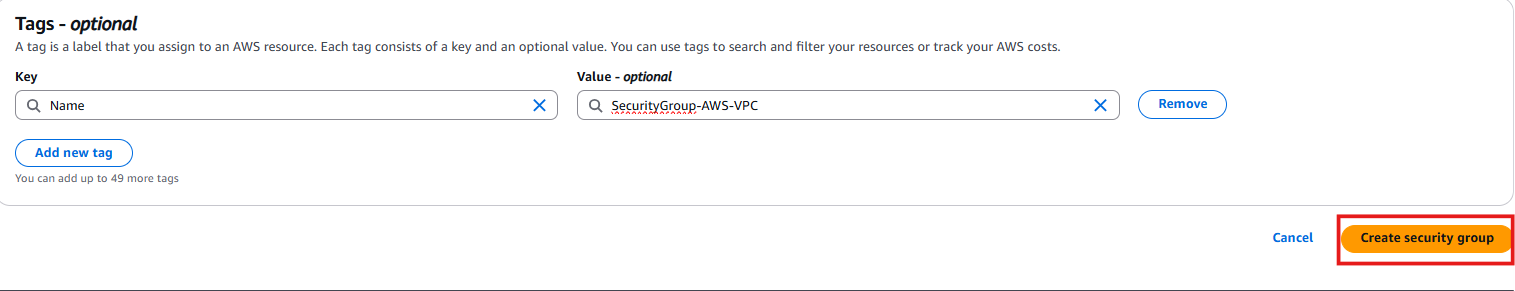 Tags - optional
A tag is a label that you assign to an AWS resource. Each tag consists of a key and an optional value. You can use tags to search and filter your resources or track your AWS costs.
Key
Value - optional
Name
SecurityGroup-AWS-VPC
Remove
Add new tag
You can add up to 49 more tags
Cancel
Create security group